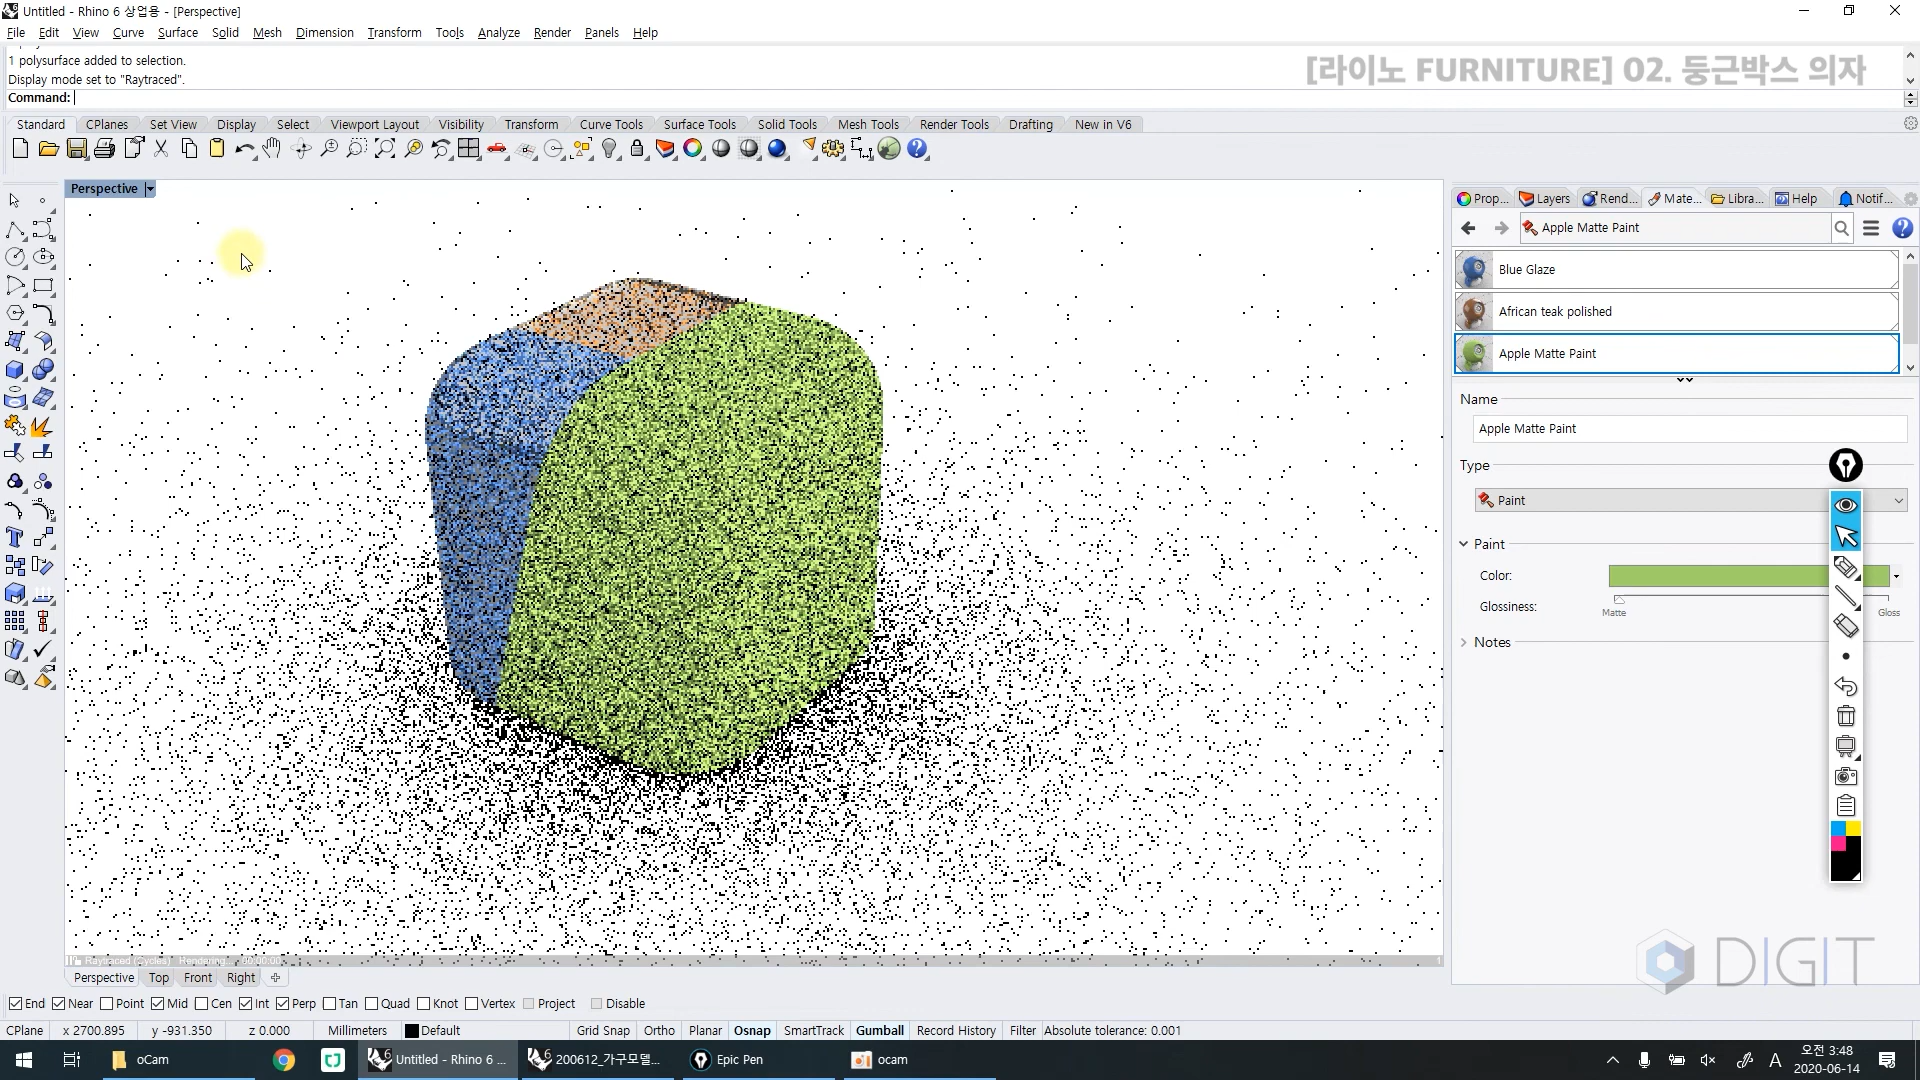 Untitled - Rhino 6 상업용 - [Perspective]
File Edit View Curve Surface Solid Mesh Dimension Transform Tools Analyze Render Panels Help
1 polysurface added to selection.
Display mode set to "Raytraced".
Command:
[라이노 FURNITURE] 02. 둥근박스 의자
Standard CPlanes Set View Display Select Viewport Layout Visibility Transform Curve Tools Surface Tools Solid Tools Mesh Tools Render Tools Drafting New in V6
Perspective
Prop... Layers Rend... Mate... Libra... Help Notif...
Apple Matte Paint
Blue Glaze
African teak polished
Apple Matte Paint
Name
Apple Matte Paint
Type
Paint
Paint
Color:
Glossiness:
Matte Gloss
Notes
DIGIT
Raytraced (Cycles) Rendering...
Perspective Top Front Right
End Near Point Mid Cen Int Perp Tan Quad Knot Vertex Project Disable
CPlane x 2700.895 y -931.350 z 0.000 Millimeters Default Grid Snap Ortho Planar Osnap SmartTrack Gumball Record History Filter Absolute tolerance: 0.001
oCam Untitled - Rhino 6 ... 200612_가구모델... Epic Pen ocam
A
오전 3:48
2020-06-14